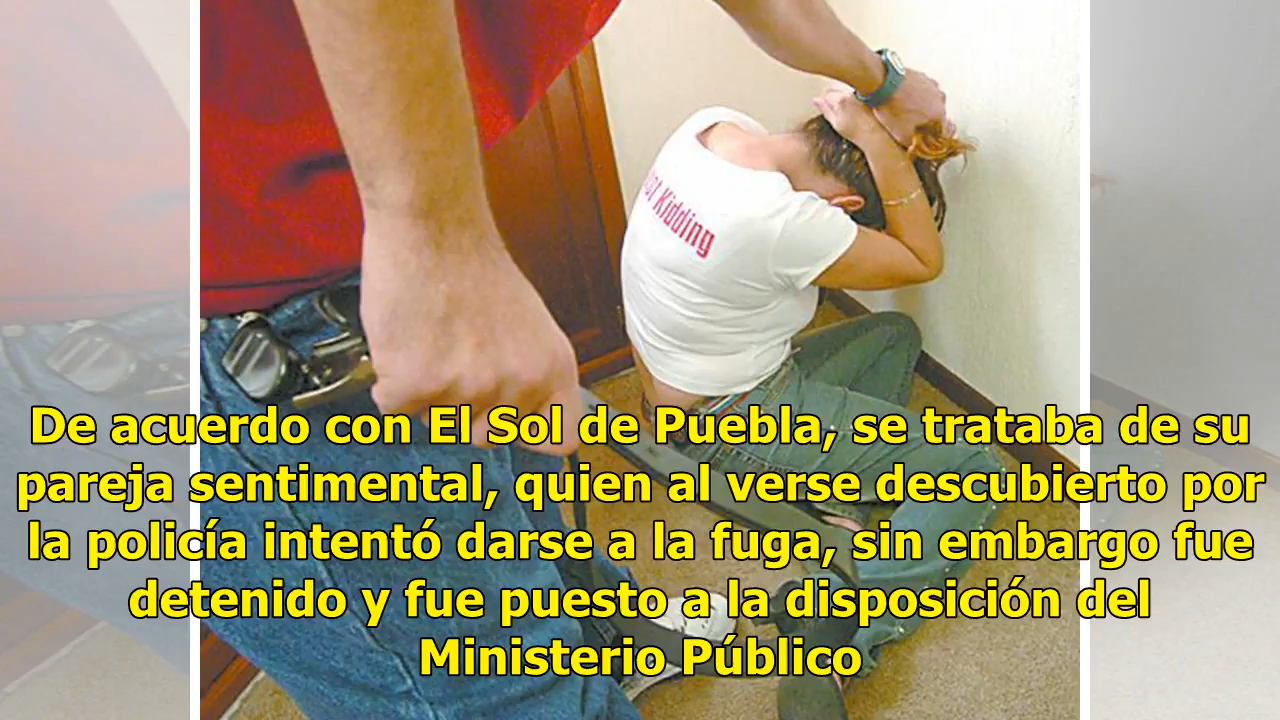 Not Kidding
De acuerdo con El Sol de Puebla, se trataba de su
pareja sentimental, quien al verse descubierto por
la policía intentó darse a la fuga, sin embargo fue
detenido y fue puesto a la disposición del
Ministerio Público